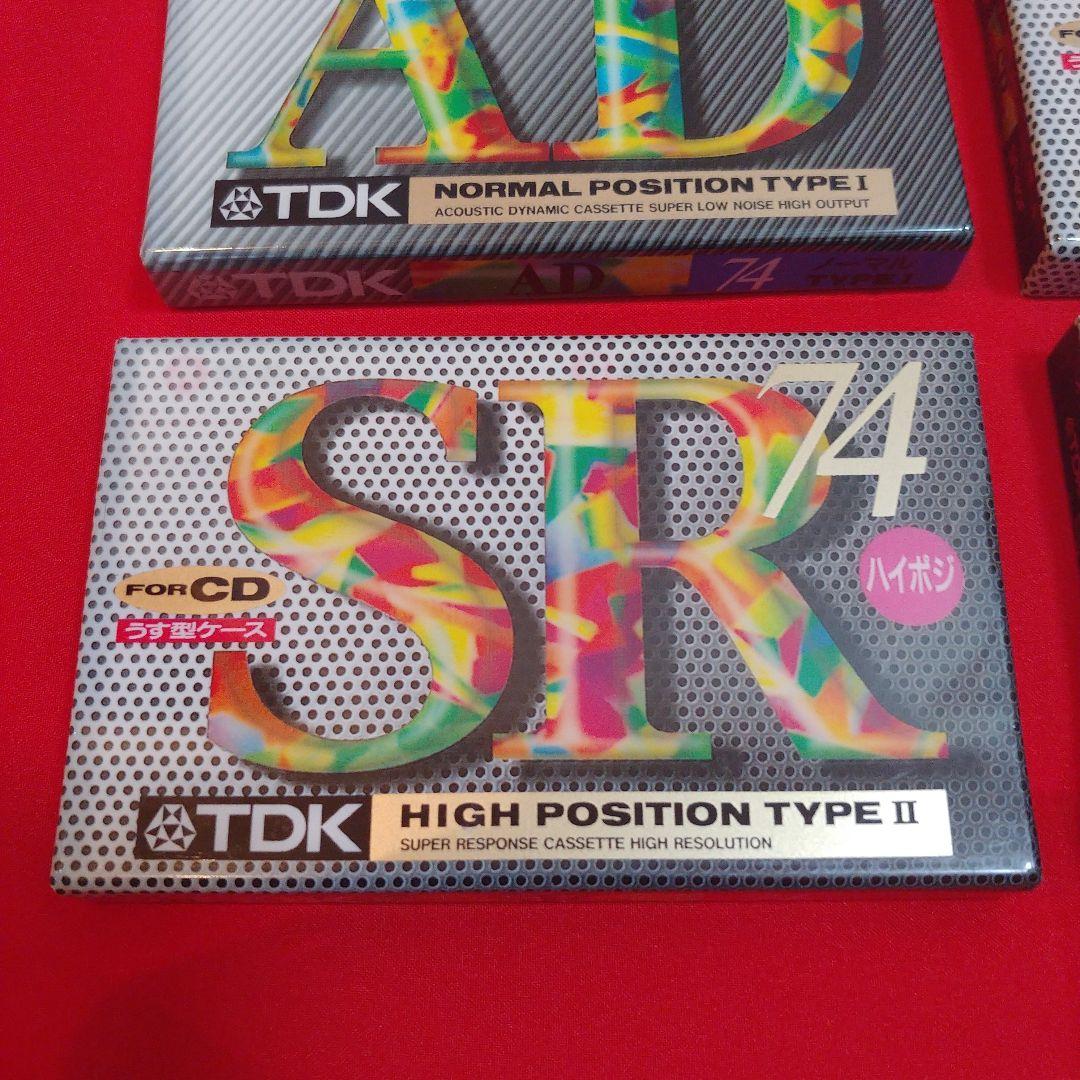 AD
TDK
NORMAL POSITION TYPE I
ACOUSTIC DYNAMIC CASSETTE SUPER LOW NOISE HIGH OUTPUT
TDK AD 74 ノーマル
TYPE I
SR 74
ハイポジ
FOR CD
うす型ケース
TDK
HIGH POSITION TYPE II
SUPER RESPONSE CASSETTE HIGH RESOLUTION